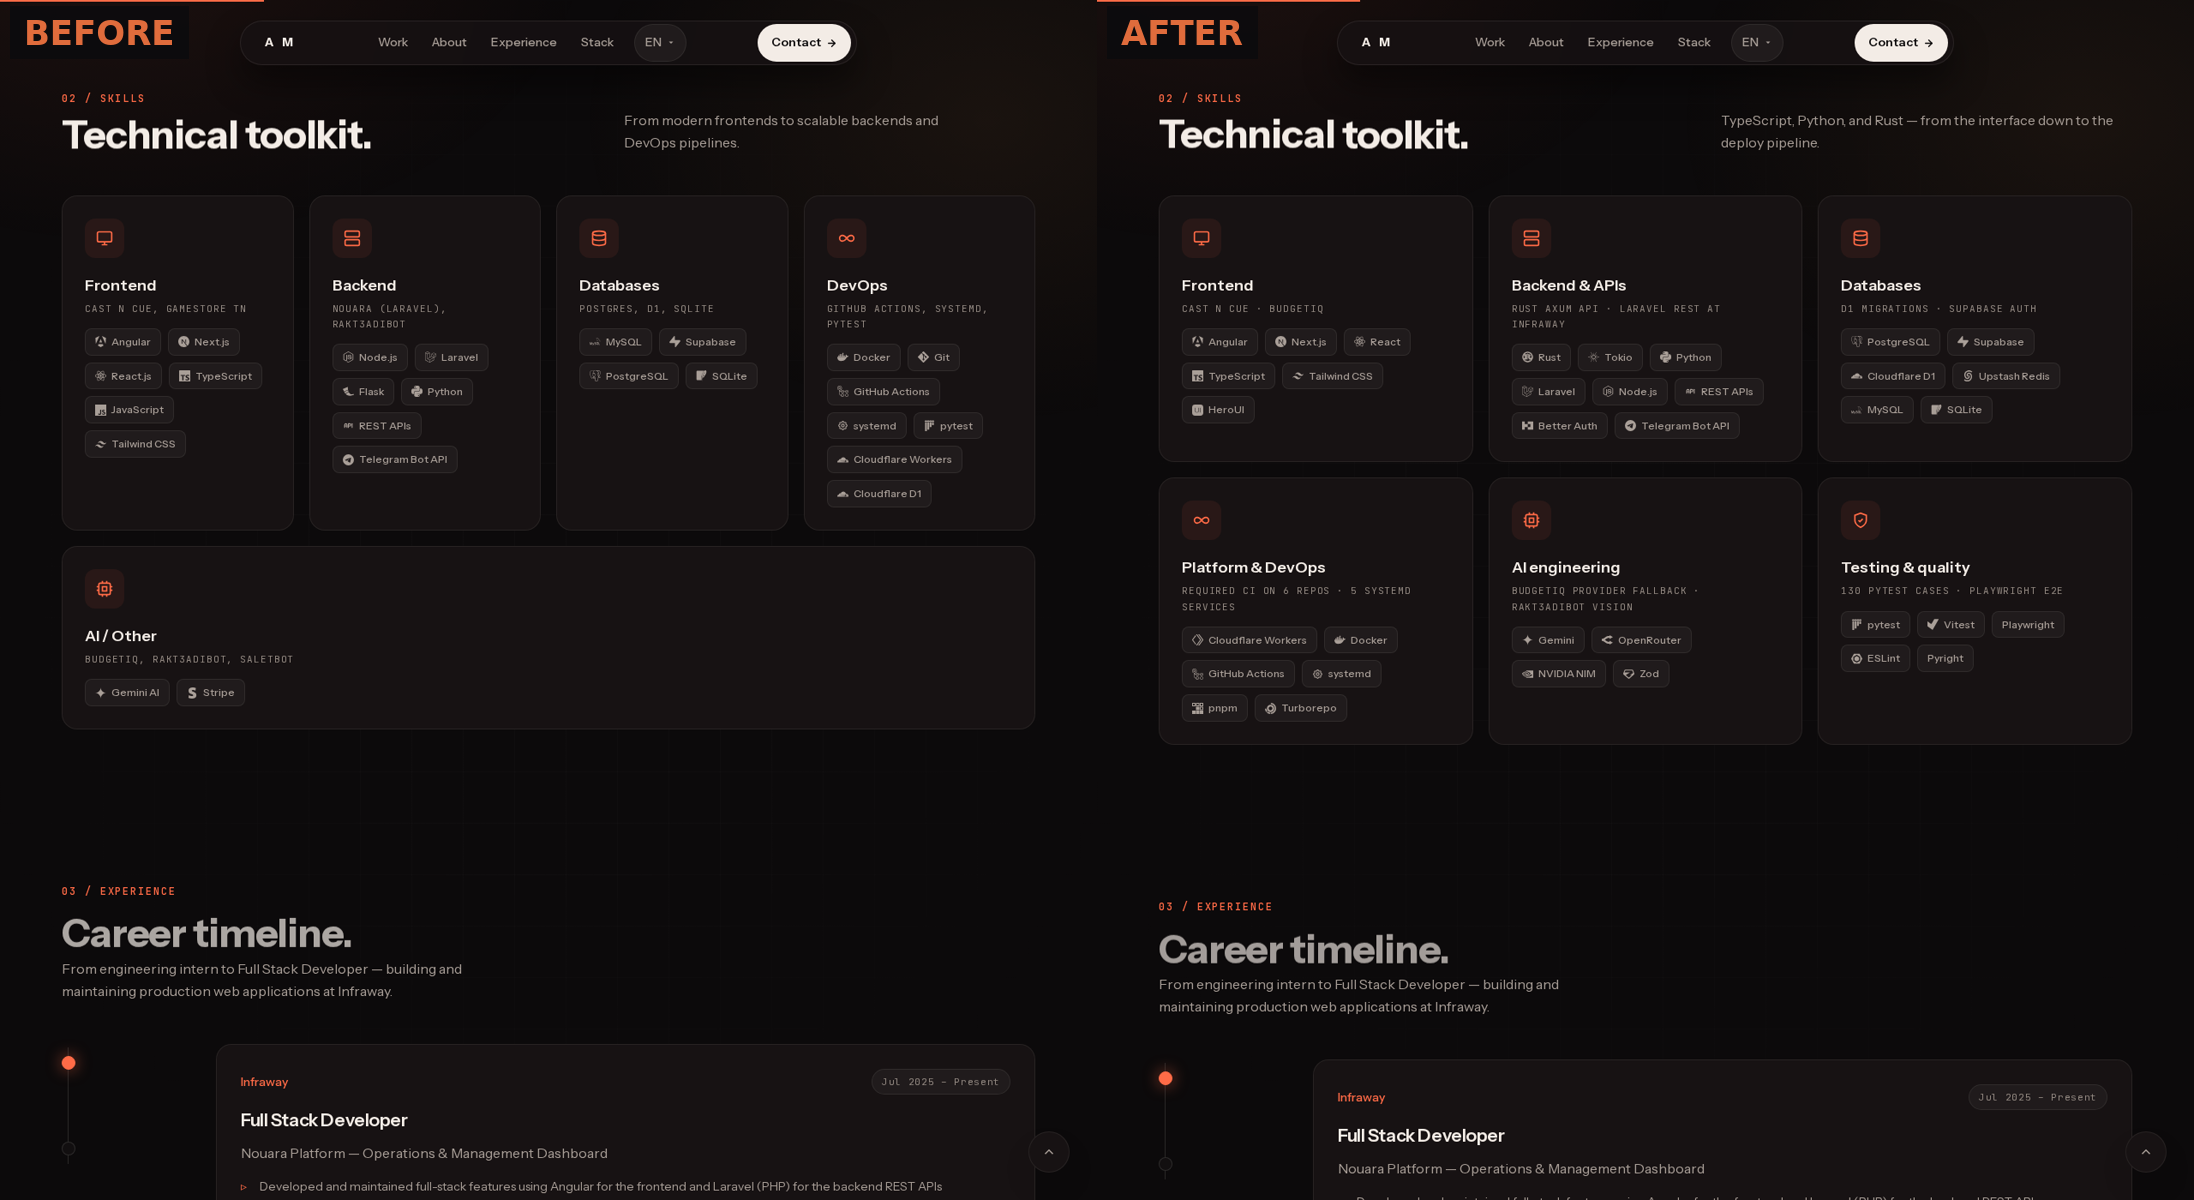 BEFORE
A M
Work
About
Experience
Stack
EN
Contact →
02 / SKILLS
Technical toolkit.
From modern frontends to scalable backends and
DevOps pipelines.
Frontend
CAST N CUE, GAMESTORE TN
Angular
Next.js
React.js
TypeScript
JavaScript
Tailwind CSS
Backend
NOUARA (LARAVEL),
RAKT3ADIBOT
Node.js
Laravel
Flask
Python
REST APIs
Telegram Bot API
Databases
POSTGRES, D1, SQLITE
MySQL
Supabase
PostgreSQL
SQLite
DevOps
GITHUB ACTIONS, SYSTEMD,
PYTEST
Docker
Git
GitHub Actions
systemd
pytest
Cloudflare Workers
Cloudflare D1
AI / Other
BUDGETIQ, RAKT3ADIBOT, SALETBOT
Gemini AI
Stripe
03 / EXPERIENCE
Career timeline.
From engineering intern to Full Stack Developer — building and
maintaining production web applications at Infraway.
Infraway
Jul 2025 – Present
Full Stack Developer
Nouara Platform — Operations & Management Dashboard
Developed and maintained full-stack features using Angular for the frontend and Laravel (PHP) for the backend REST APIs
AFTER
A M
Work
About
Experience
Stack
EN
Contact →
02 / SKILLS
Technical toolkit.
TypeScript, Python, and Rust — from the interface down to the
deploy pipeline.
Frontend
CAST N CUE · BUDGETIQ
Angular
Next.js
React
TypeScript
Tailwind CSS
HeroUI
Backend & APIs
RUST AXUM API · LARAVEL REST AT
INFRAWAY
Rust
Tokio
Python
Laravel
Node.js
REST APIs
Better Auth
Telegram Bot API
Databases
D1 MIGRATIONS · SUPABASE AUTH
PostgreSQL
Supabase
Cloudflare D1
Upstash Redis
MySQL
SQLite
Platform & DevOps
REQUIRED CI ON 6 REPOS · 5 SYSTEMD
SERVICES
Cloudflare Workers
Docker
GitHub Actions
systemd
pnpm
Turborepo
AI engineering
BUDGETIQ PROVIDER FALLBACK ·
RAKT3ADIBOT VISION
Gemini
OpenRouter
NVIDIA NIM
Zod
Testing & quality
130 PYTEST CASES · PLAYWRIGHT E2E
pytest
Vitest
Playwright
ESLint
Pyright
03 / EXPERIENCE
Career timeline.
From engineering intern to Full Stack Developer — building and
maintaining production web applications at Infraway.
Infraway
Jul 2025 – Present
Full Stack Developer
Nouara Platform — Operations & Management Dashboard